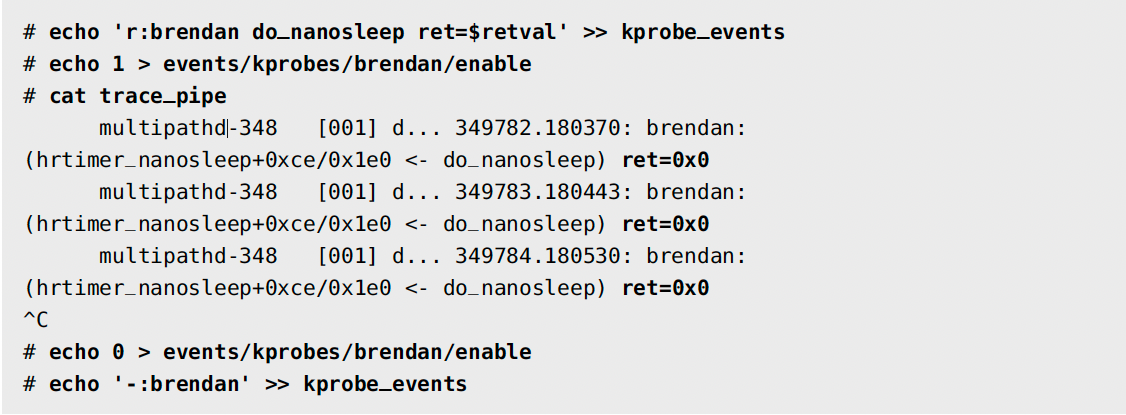 # echo 'r:brendan do_nanosleep ret=$retval' >> kprobe_events
# echo 1 > events/kprobes/brendan/enable
# cat trace_pipe
multipathd-348 [001] d... 349782.180370: brendan:
(hrtimer_nanosleep+0xce/0x1e0 <- do_nanosleep) ret=0x0
multipathd-348 [001] d... 349783.180443: brendan:
(hrtimer_nanosleep+0xce/0x1e0 <- do_nanosleep) ret=0x0
multipathd-348 [001] d... 349784.180530: brendan:
(hrtimer_nanosleep+0xce/0x1e0 <- do_nanosleep) ret=0x0
^C
# echo 0 > events/kprobes/brendan/enable
# echo '-:brendan' >> kprobe_events